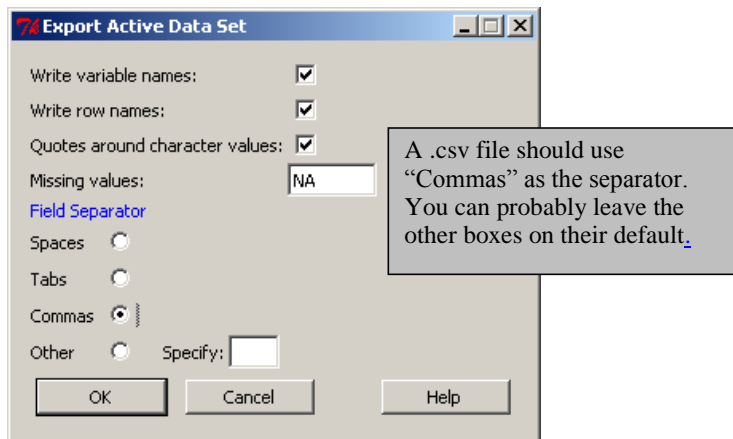 Export Active Data Set
Write variable names:
Write row names:
Quotes around character values:
Missing values: NA
Field Separator
Spaces
Tabs
Commas
Other Specify:
OK Cancel Help
A .csv file should use
“Commas” as the separator.
You can probably leave the
other boxes on their default.